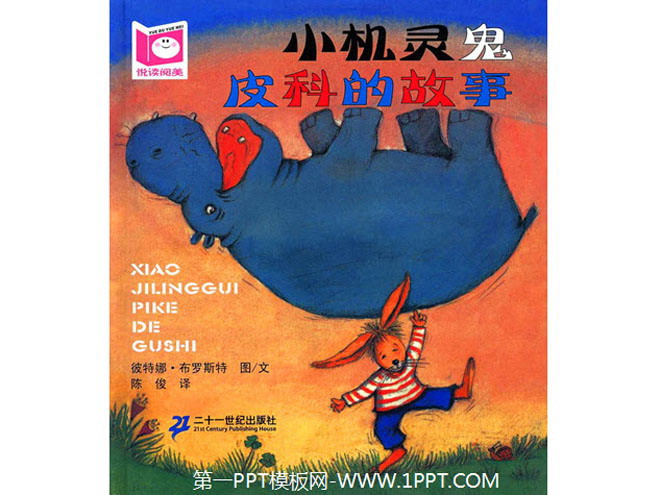 YUE DU YUE MEI
悦读阅美
小机灵鬼
皮科的故事
XIAO
JILINGGUI
PIKE
DE
GUSHI
彼特娜·布罗斯特 图/文
陈俊 译
21 二十一世纪出版社
21st Century Publishing House
第一PPT模板网-WWW.1PPT.COM